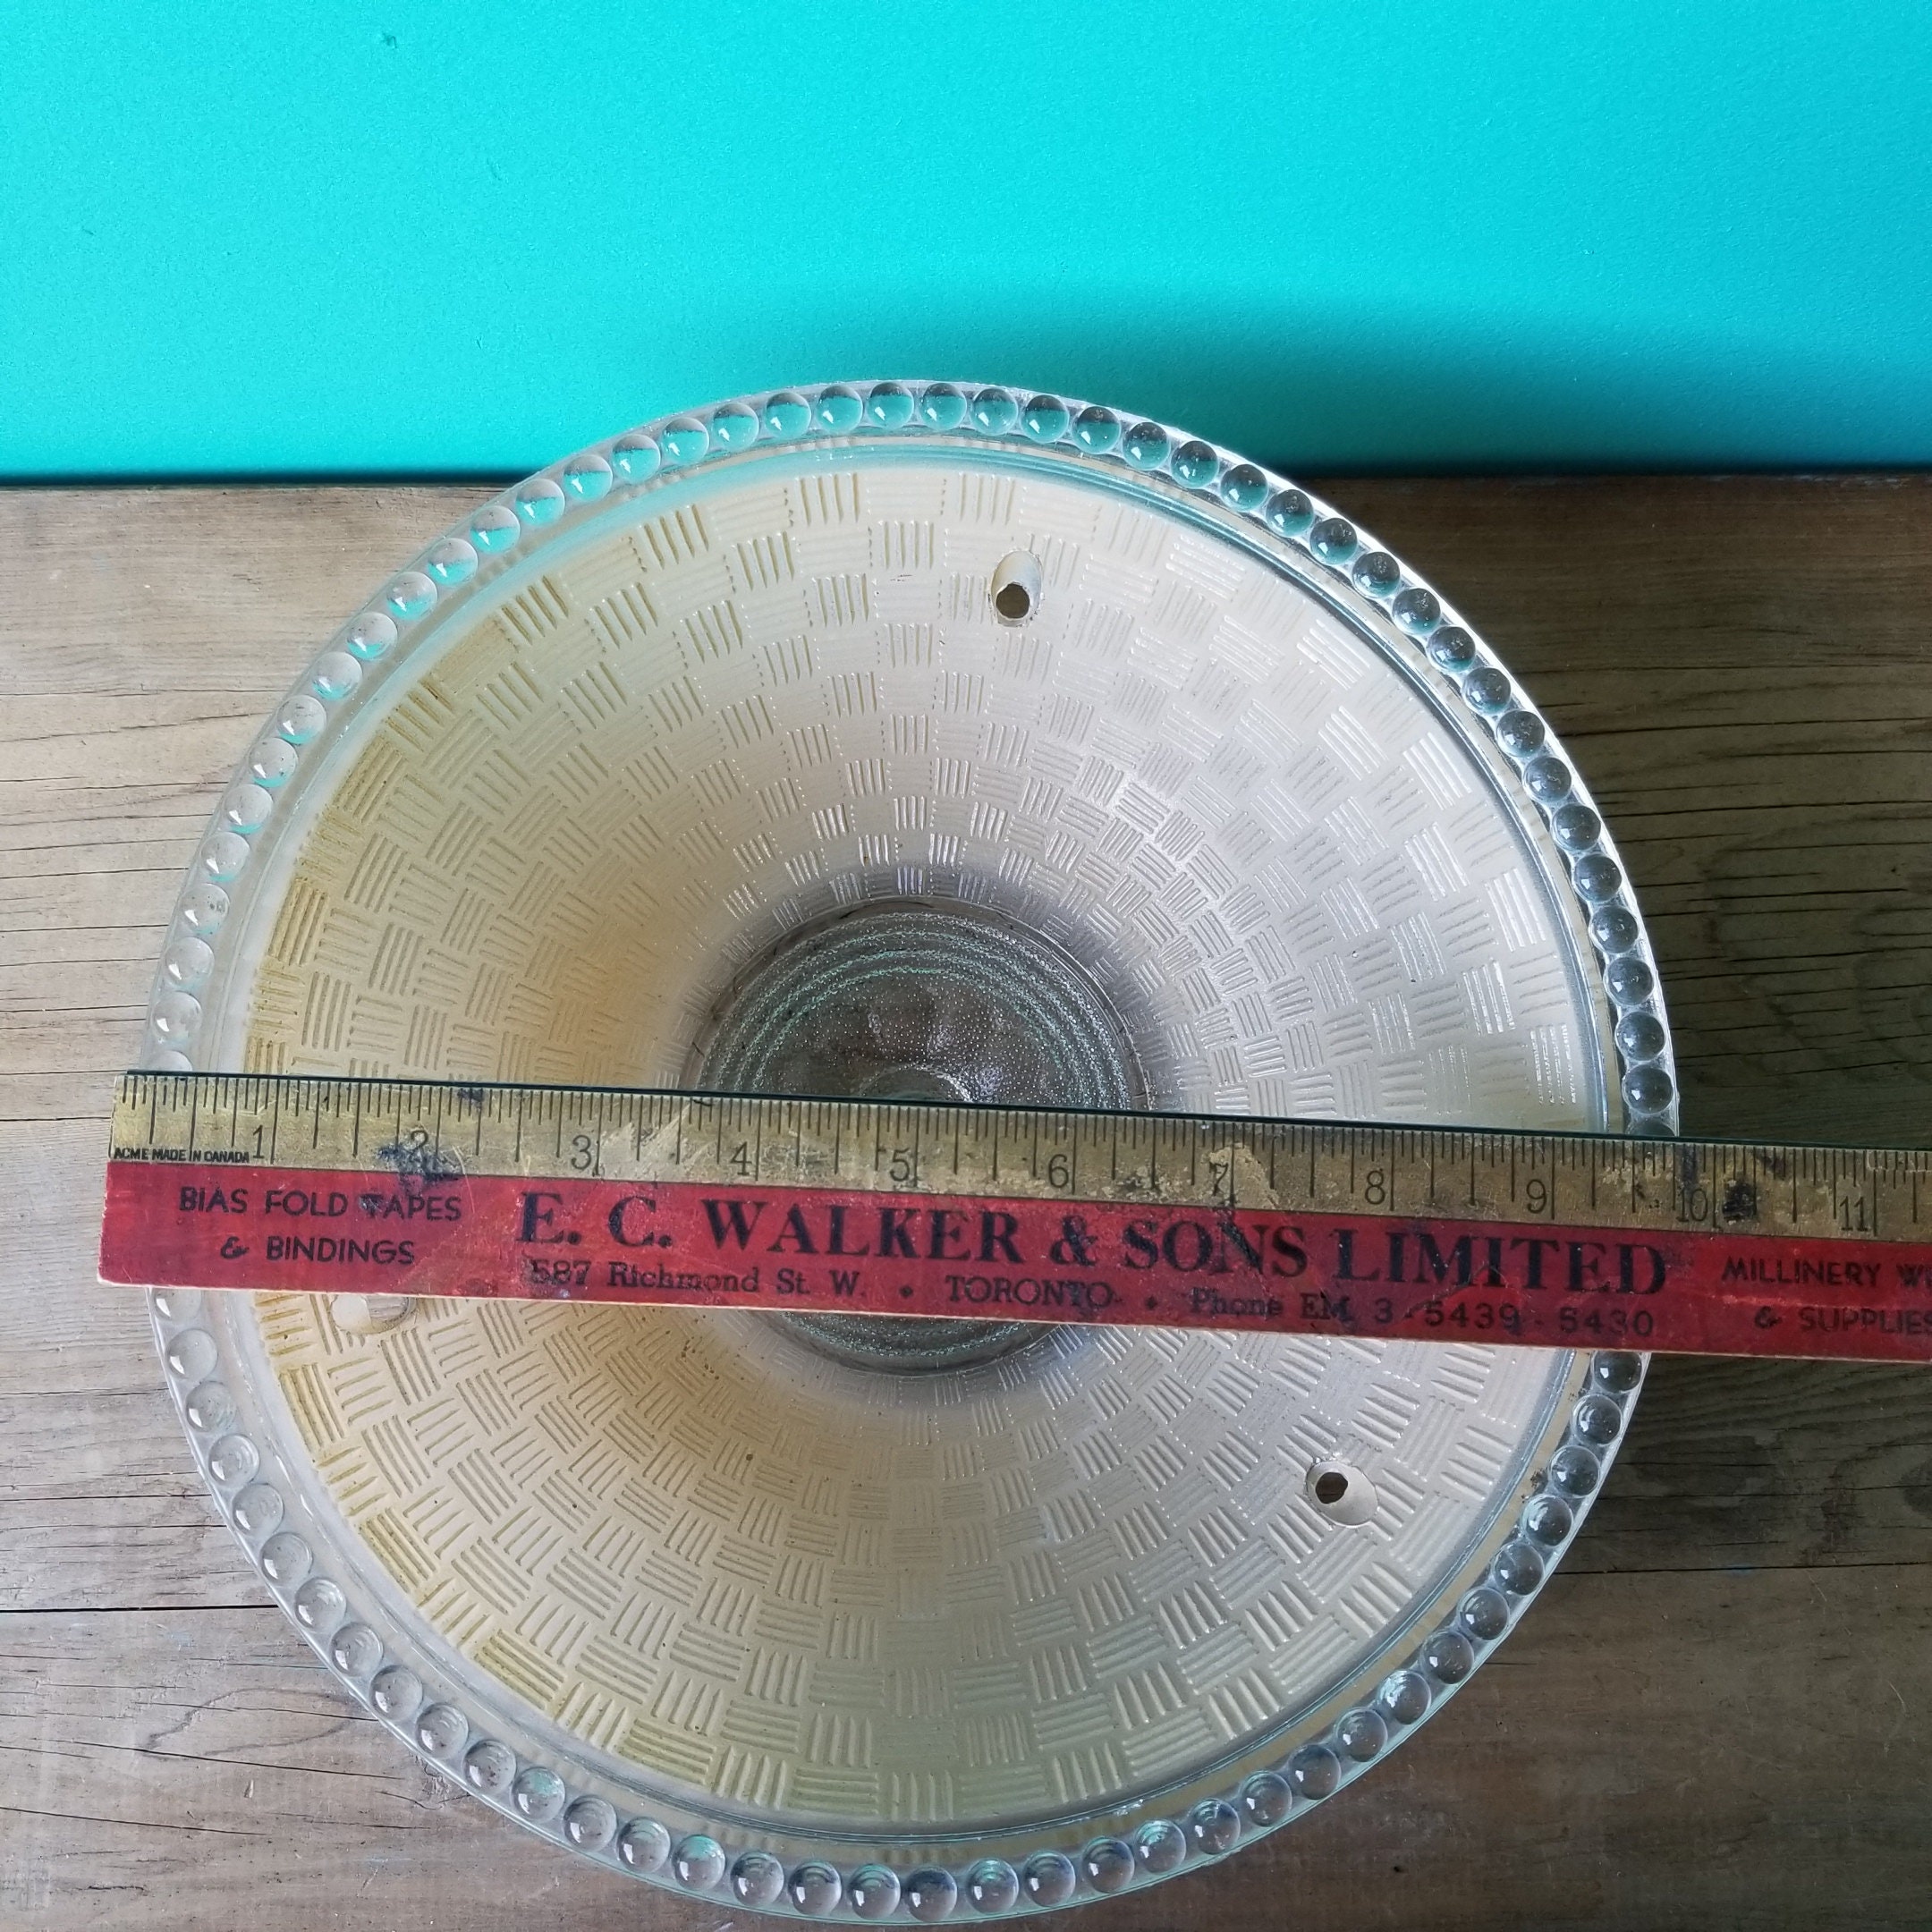 1 2 3 4 5 6 7 8 9 10 11
ACME MADE IN CANADA
BIAS FOLD TAPES
& BINDINGS
E. C. WALKER & SONS LIMITED
587 Richmond St. W. • TORONTO • Phone EM. 3-5439-5430
MILLINERY
& SUPPLIES